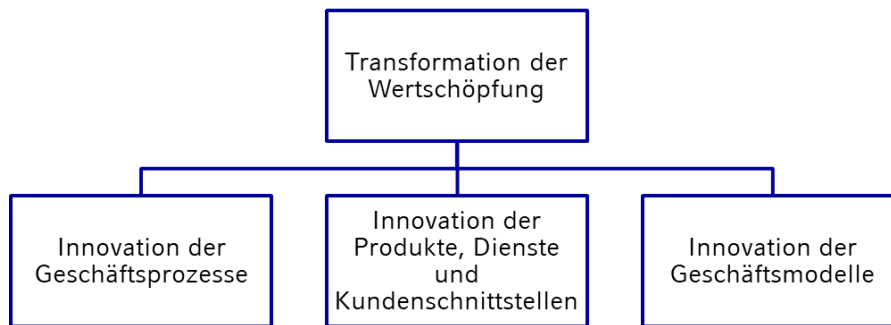 Transformation der
Wertschöpfung
Innovation der
Geschäftsprozesse
Innovation der
Produkte, Dienste
und
Kundenschnittstellen
Innovation der
Geschäftsmodelle